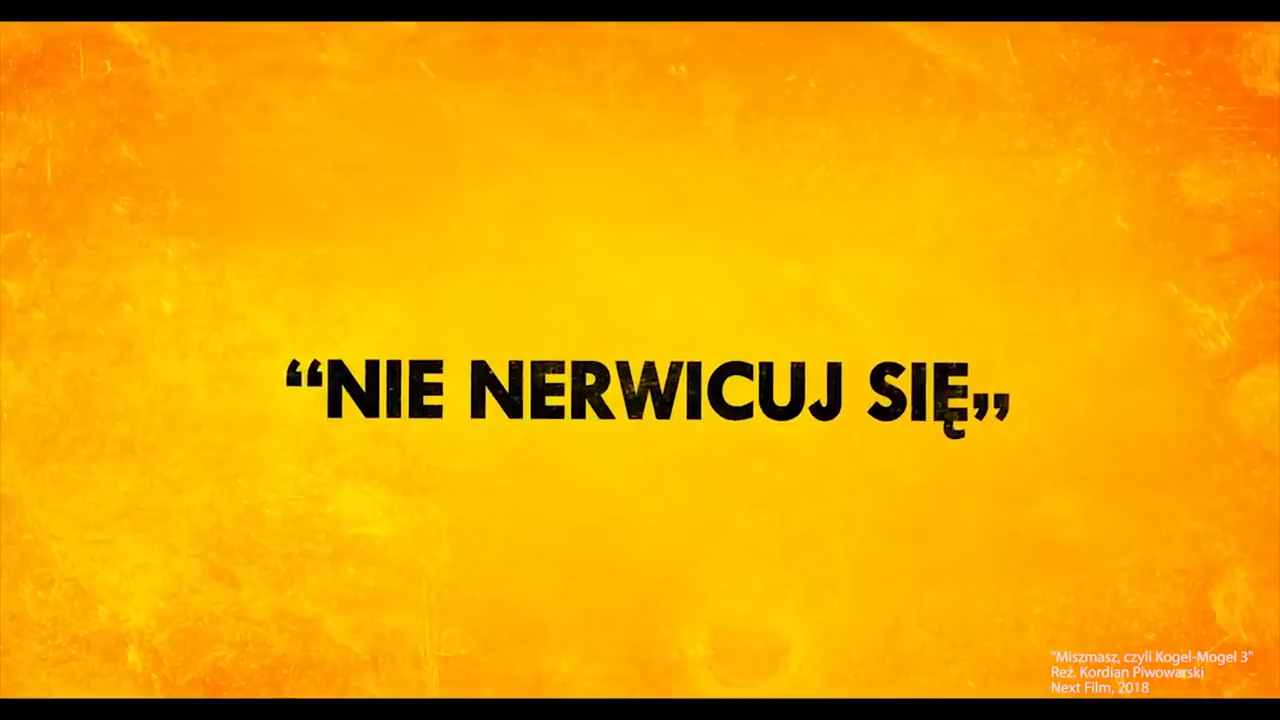 “NIE NERWICUJ SIĘ„
"Miszmasz, czyli Kogel-Mogel 3"
Reż. Kordian Piwowarski
Next Film, 2018